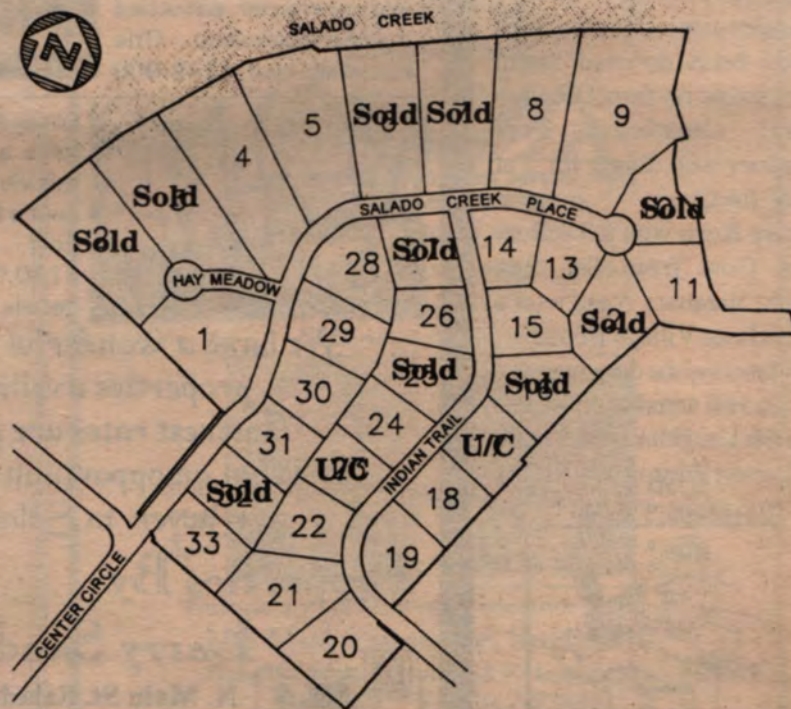 SALADO CREEK
N
4
5
Sold
Sold
8
9
Sold
Sold
SALADO CREEK PLACE
Sold
HAY MEADOW
28
Sold
14
13
11
1
29
26
15
Sold
30
Sold
Sold
31
24
INDIAN TRAIL
U/C
Sold
U/C
18
33
22
19
CENTER CIRCLE
21
20
N. Main St.